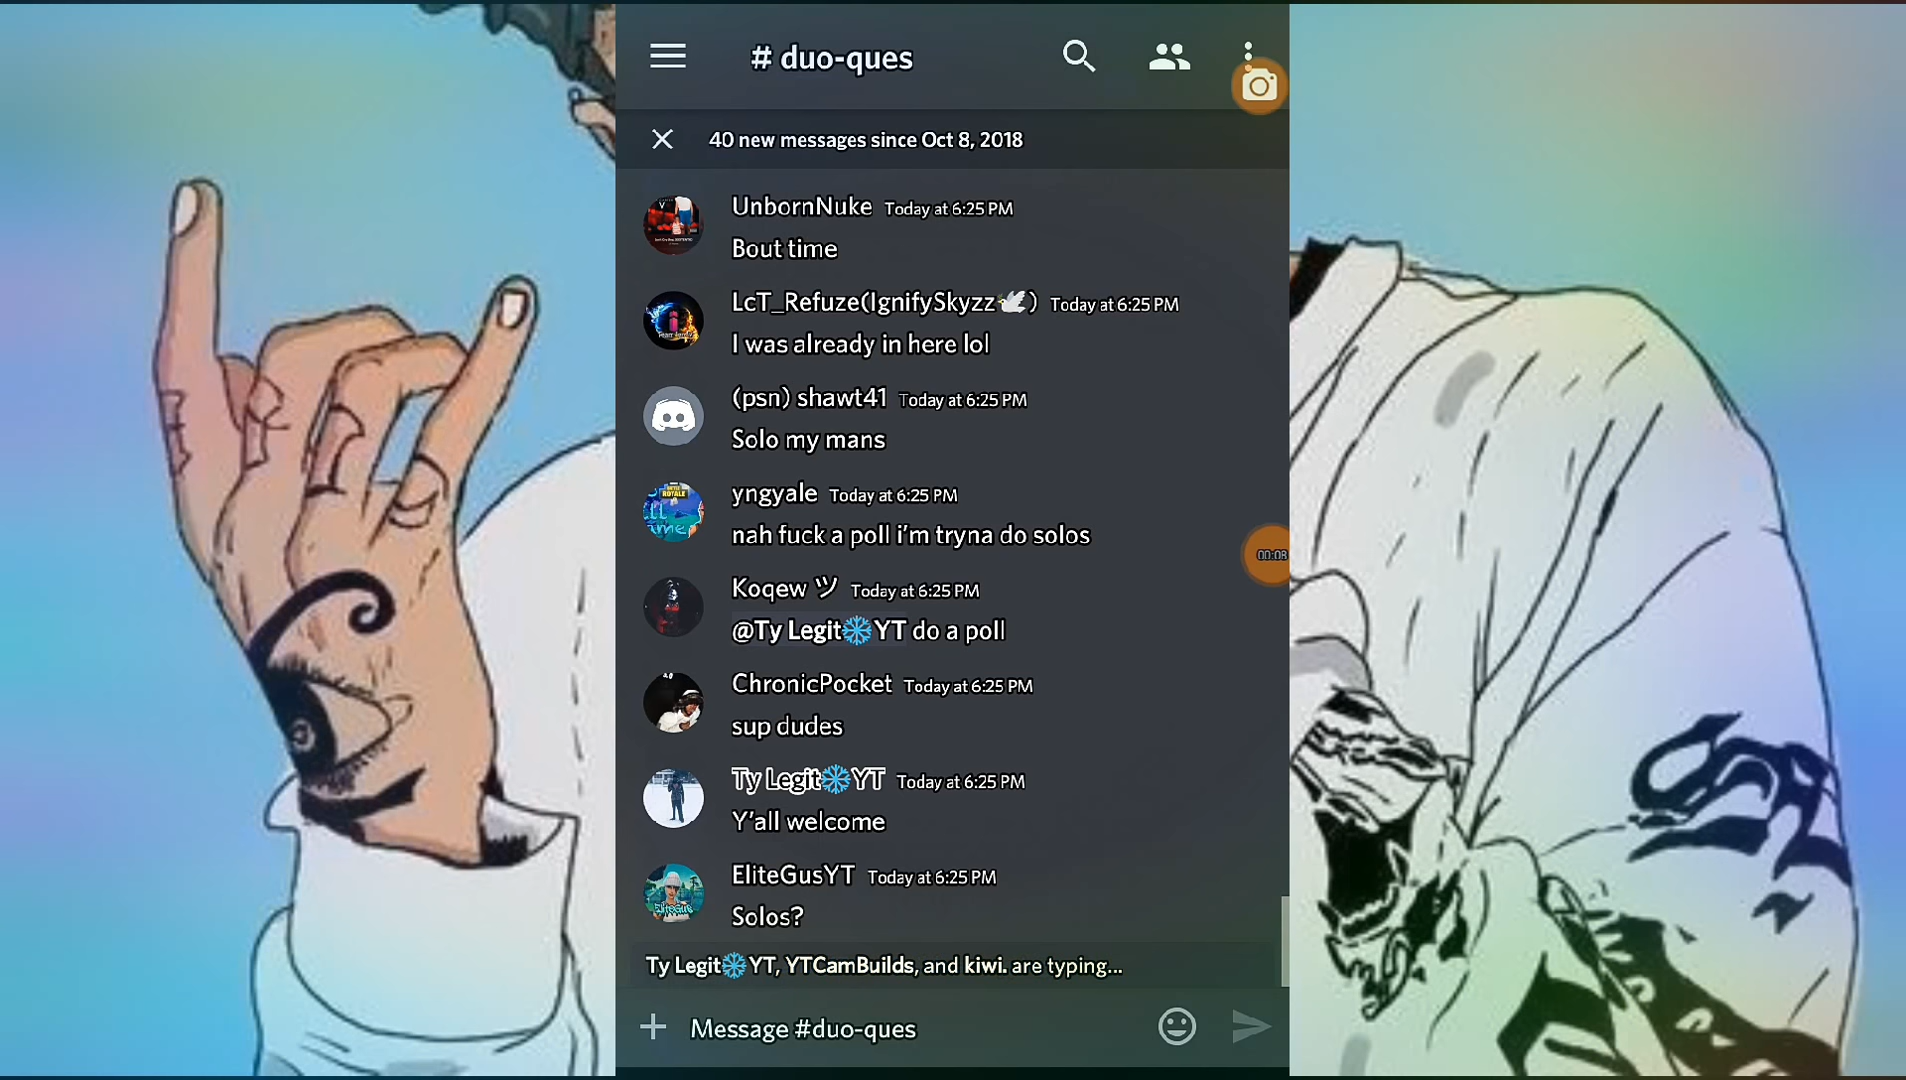 # duo-ques
40 new messages since Oct 8, 2018
UnbornNuke Today at 6:25 PM
Bout time
LcT_Refuze(IgnifySkyzz🕊️) Today at 6:25 PM
I was already in here lol
(psn) shawt41 Today at 6:25 PM
Solo my mans
yngyale Today at 6:25 PM
nah fuck a poll i'm tryna do solos
00:08
Koqew ツ Today at 6:25 PM
@Ty Legit❄️YT do a poll
ChronicPocket Today at 6:25 PM
sup dudes
Ty Legit❄️YT Today at 6:25 PM
Y'all welcome
EliteGusYT Today at 6:25 PM
Solos?
Ty Legit❄️YT, YTCamBuilds, and kiwi. are typing...
Message #duo-ques